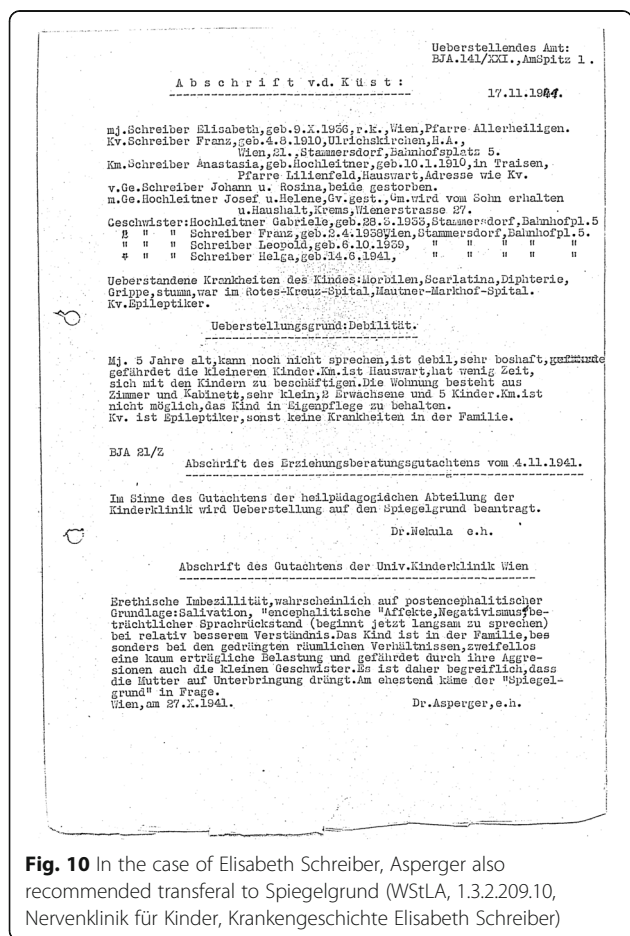 Ueberstellendes Amt:
BJA.141/XXI.,AmSpitz 1.
Abschrift v.d. Küst:
17.11.1941.
mj.Schreiber Elisabeth,geb.9.X.1936,r.k.,Wien,Pfarre Allerheiligen.
Kv.Schreiber Franz,geb.4.8.1910,Ulrichskirchen,H.A.,
Wien,21.,Stammersdorf,Bahnhofsplatz 5.
Km.Schreiber Anastasia,geb.Hochleitner,geb.10.1.1910,in Traisen,
Pfarre Lilienfeld,Hauswart,Adresse wie Kv.
v.Ge.Schreiber Johann u. Rosina,beide gestorben.
m.Ge.Hochleitner Josef u.Helene,Gv.gest.,Gm.wird vom Sohn erhalten
u.Haushalt,Krems,Wienerstrasse 27.
Geschwister:Hochleitner Gabriele,geb.28.3.1933,Stammersdorf,Bahnhofpl.5
" " " Schreiber Franz,geb.2.4.1938Wien,Stammersdorf,Bahnhofpl.5.
" " " Schreiber Leopold,geb.6.10.1939, " " " " "
" " " Schreiber Helga,geb.14.6.1941, " " " " "
Ueberstandene Krankheiten des Kindes:Morbilen,Scarlatina,Diphterie,
Grippe,stumm,war im Rotes-Kreuz-Spital,Mautner-Markhof-Spital.
Kv.Epileptiker.
Ueberstellungsgrund:Debilität.
Mj. 5 Jahre alt,kann noch nicht sprechen,ist debil,sehr boshaft,
gefährdet die kleineren Kinder.Km.ist Hauswart,hat wenig Zeit,
sich mit den Kindern zu beschäftigen.Die Wohnung besteht aus
Zimmer und Kabinett,sehr klein,2 Erwachsene und 5 Kinder.Km.ist
nicht möglich,das Kind in Eigenpflege zu behalten.
Kv. ist Epileptiker,sonst keine Krankheiten in der Familie.
BJA 21/Z
Abschrift des Erziehungsberatungsgutachtens vom 4.11.1941.
Im Sinne des Gutachtens der heilpädagogidchen Abteilung der
Kinderklinik wird Ueberstellung auf den Spiegelgrund beantragt.
Dr.Nekula e.h.
Abschrift des Gutachtens der Univ.Kinderklinik Wien
Erethische Imbezillität,wahrscheinlich auf postencephalitischer
Grundlage:Salivation, "encephalitische "Affekte,Negativismus,be-
trächtlicher Sprachrückstand (beginnt jetzt langsam zu sprechen)
bei relativ besserem Verständnis.Das Kind ist in der Familie,bes
sonders bei den gedrängten räumlichen Verhältnissen,zweifellos
eine kaum erträgliche Belastung und gefährdet durch ihre Aggre-
sionen auch die kleinen Geschwister.Es ist daher begreiflich,dass
die Mutter auf Unterbringung drängt.Am ehestend käme der "Spiegel-
grund" in Frage.
Wien,am 27.X.1941.
Dr.Asperger,e.h.
Fig. 10 In the case of Elisabeth Schreiber, Asperger also
recommended transferal to Spiegelgrund (WStLA, 1.3.2.209.10,
Nervenklinik für Kinder, Krankengeschichte Elisabeth Schreiber)